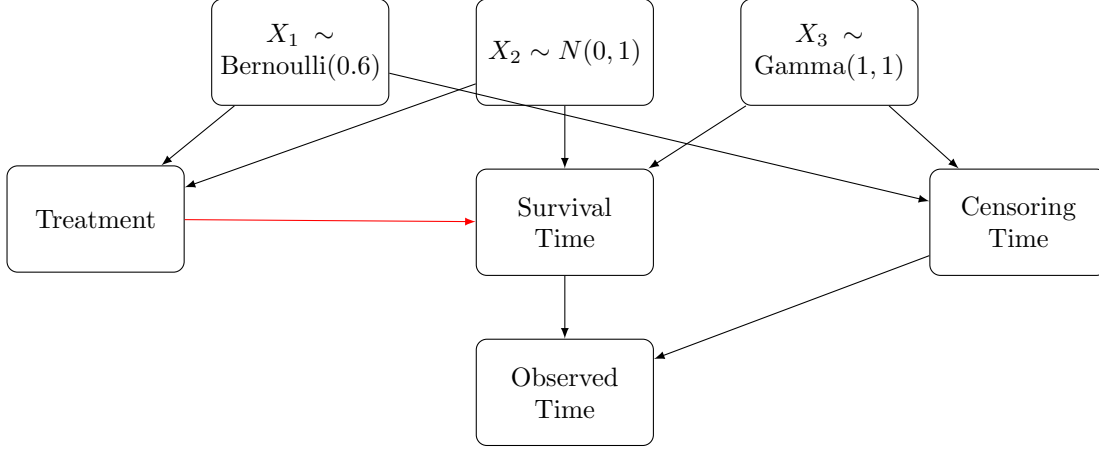 X₁ ∼
Bernoulli(0.6)
X₂ ∼ N(0, 1)
X₃ ∼
Gamma(1, 1)
Treatment
Survival
Time
Censoring
Time
Observed
Time